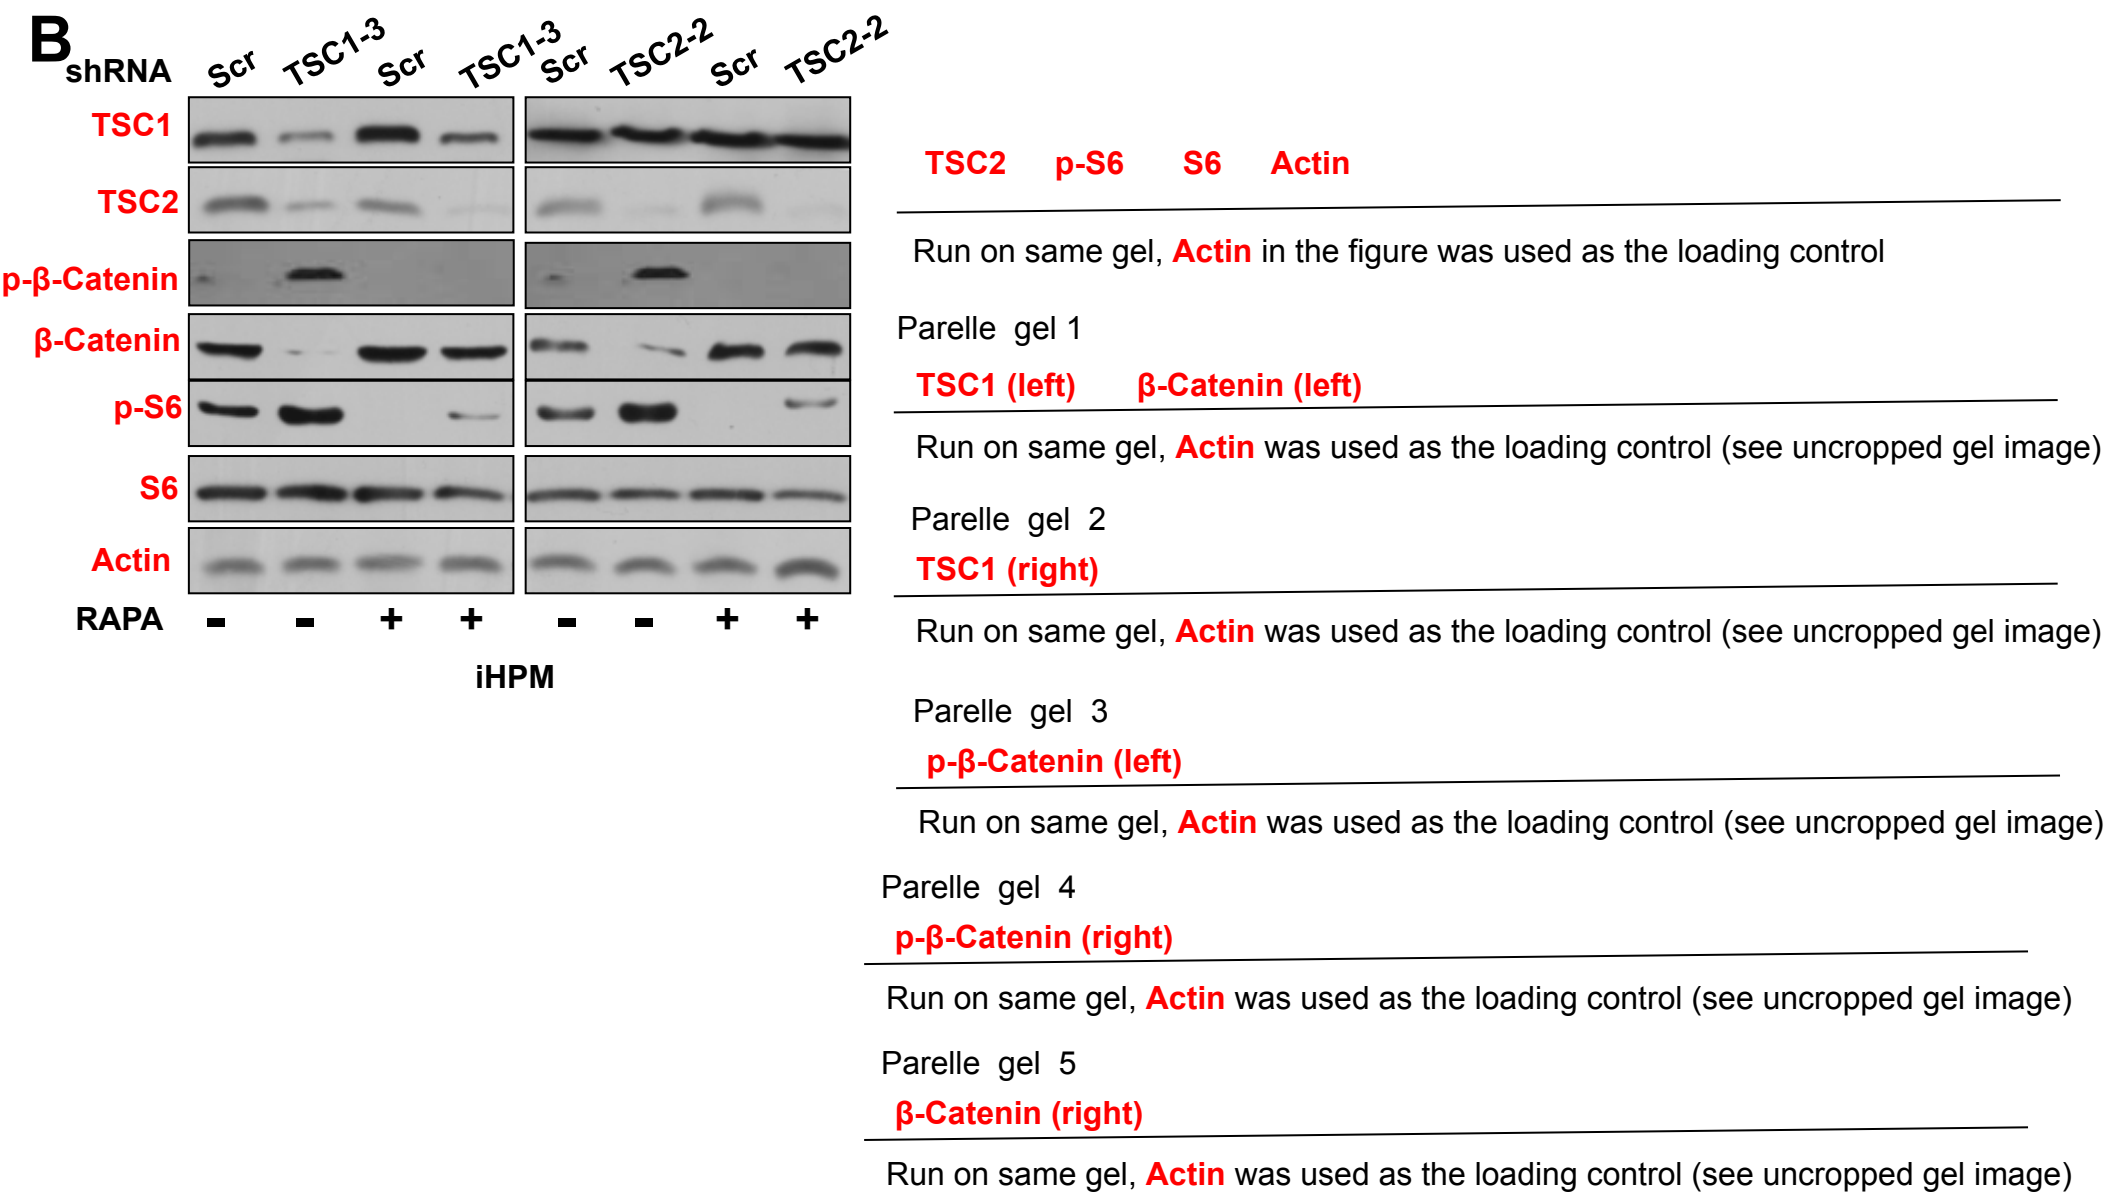 B
shRNA Scr TSC1-3 Scr TSC1-3 Scr TSC2-2 Scr TSC2-2
TSC1
TSC2
p-β-Catenin
β-Catenin
p-S6
S6
Actin
RAPA - - + + - - + +
iHPM
TSC2 p-S6 S6 Actin
Run on same gel, Actin in the figure was used as the loading control
Parelle gel 1
TSC1 (left) β-Catenin (left)
Run on same gel, Actin was used as the loading control (see uncropped gel image)
Parelle gel 2
TSC1 (right)
Run on same gel, Actin was used as the loading control (see uncropped gel image)
Parelle gel 3
p-β-Catenin (left)
Run on same gel, Actin was used as the loading control (see uncropped gel image)
Parelle gel 4
p-β-Catenin (right)
Run on same gel, Actin was used as the loading control (see uncropped gel image)
Parelle gel 5
β-Catenin (right)
Run on same gel, Actin was used as the loading control (see uncropped gel image)